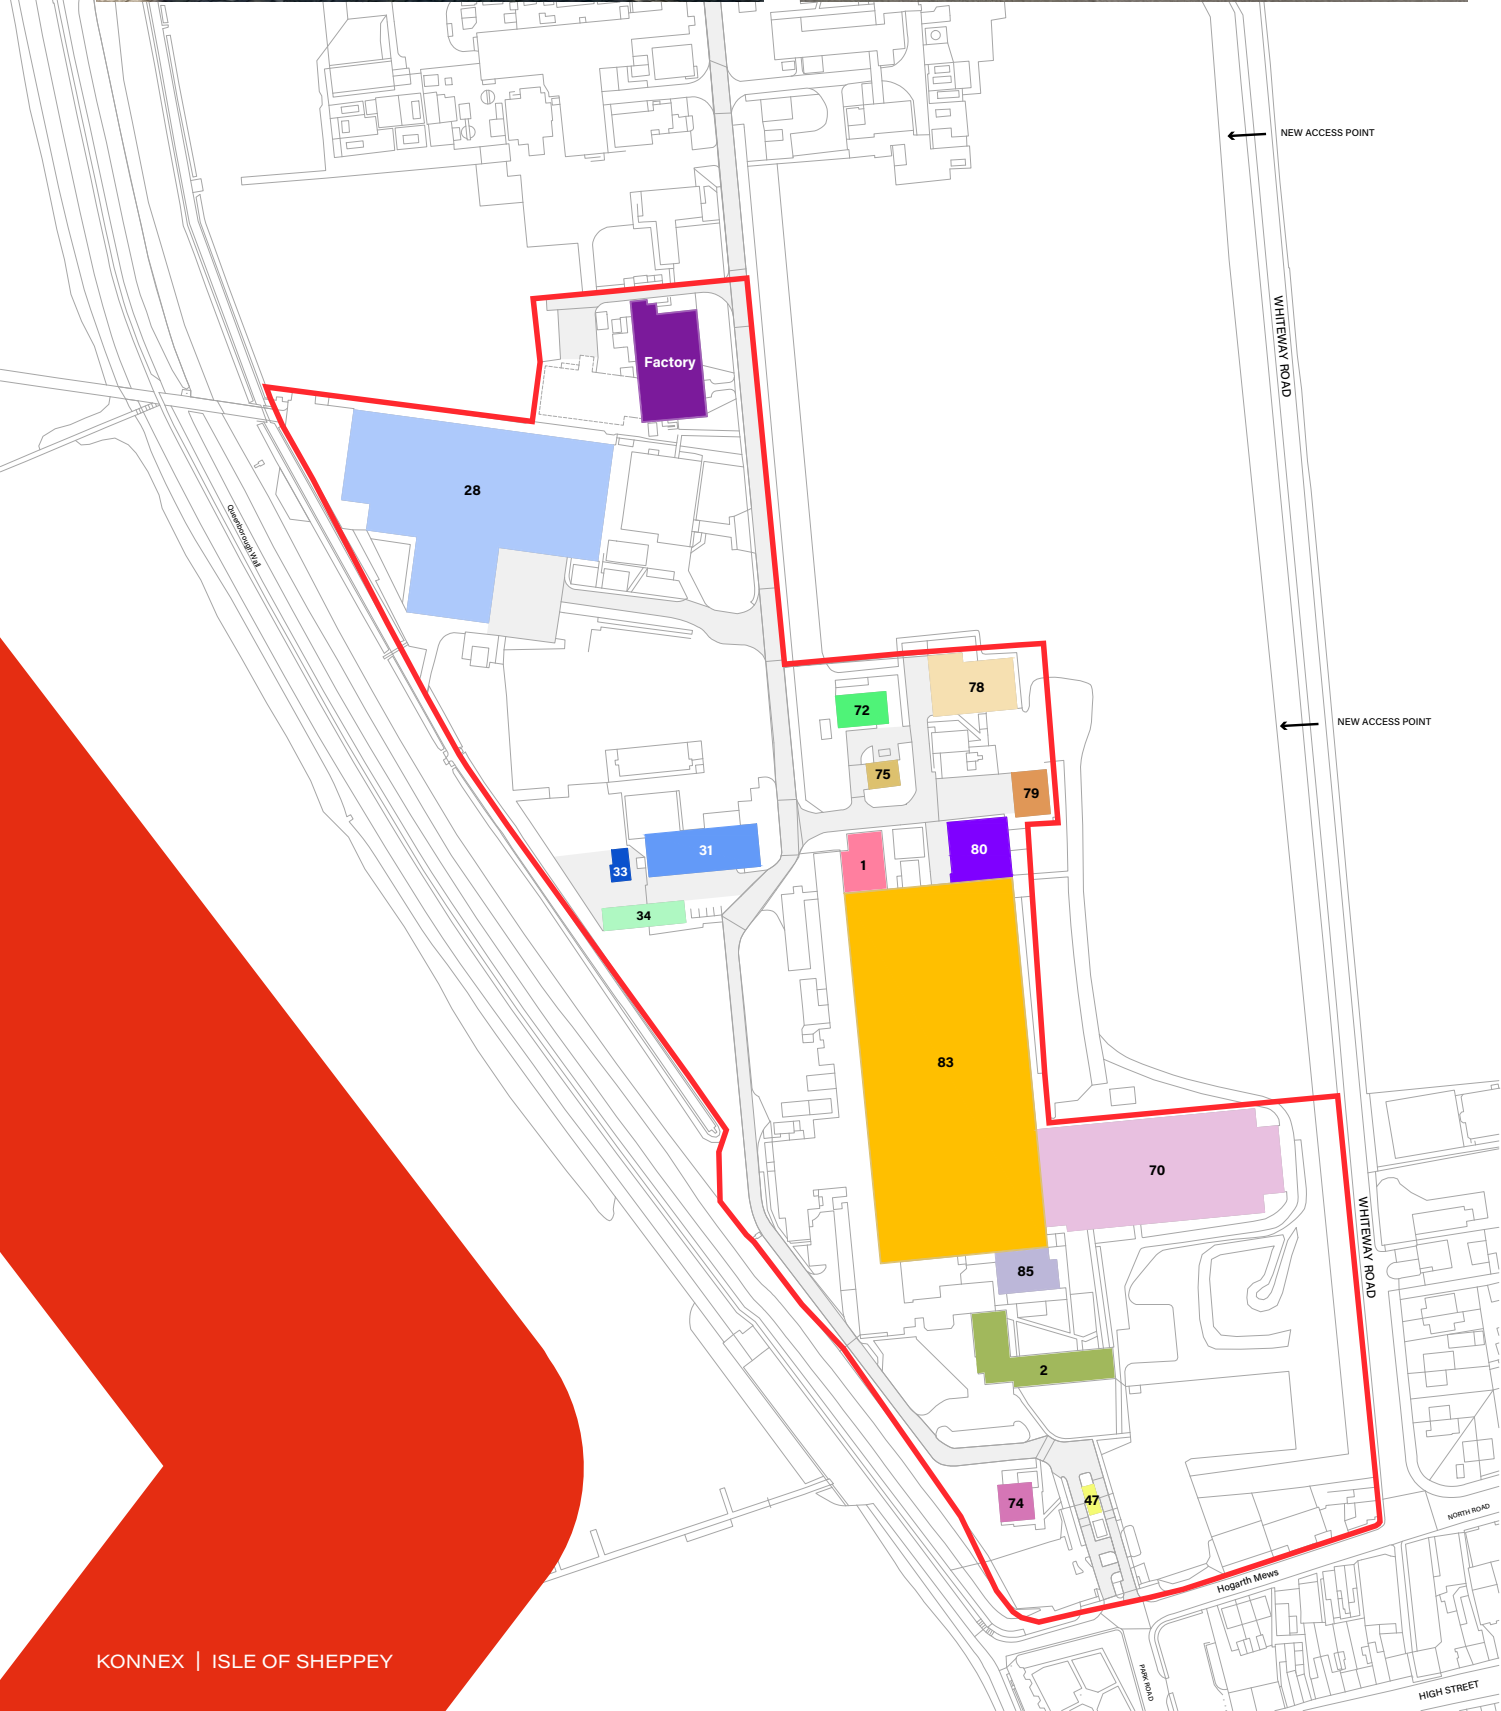 NEW ACCESS POINT
WHITEWAY ROAD
Factory
28
Queenborough Wall
78
72
NEW ACCESS POINT
75
79
31
80
1
33
34
83
70
WHITEWAY ROAD
85
2
74
47
NORTH ROAD
Hogarth Mews
KONNEX | ISLE OF SHEPPEY
PARK ROAD
HIGH STREET